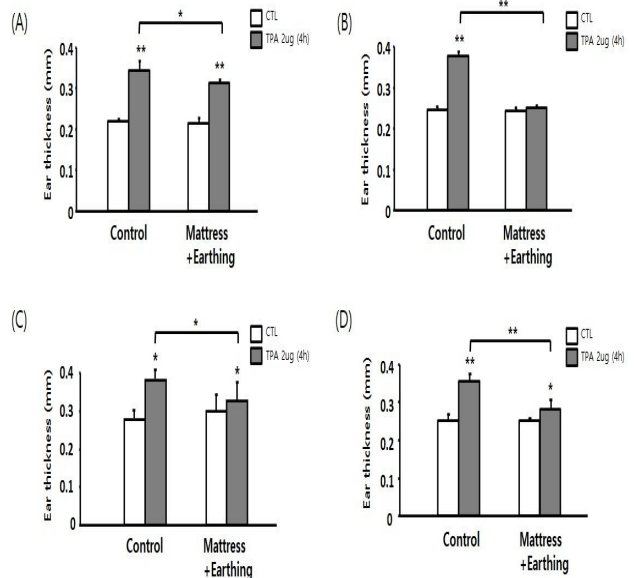 (A)
*
CTL
TPA 2ug (4h)
Ear thickness (mm)
0.4
0.3
0.2
0.1
0
**
**
Control
Mattress
+Earthing
(B)
**
CTL
TPA 2ug (4h)
Ear thickness (mm)
0.4
0.3
0.2
0.1
0
**
Control
Mattress
+Earthing
(C)
*
CTL
TPA 2ug (4h)
Ear thickness (mm)
0.4
0.3
0.2
0.1
0
*
*
Control
Mattress
+Earthing
(D)
**
CTL
TPA 2ug (4h)
Ear thickness (mm)
0.4
0.3
0.2
0.1
0
**
*
Control
Mattress
+Earthing